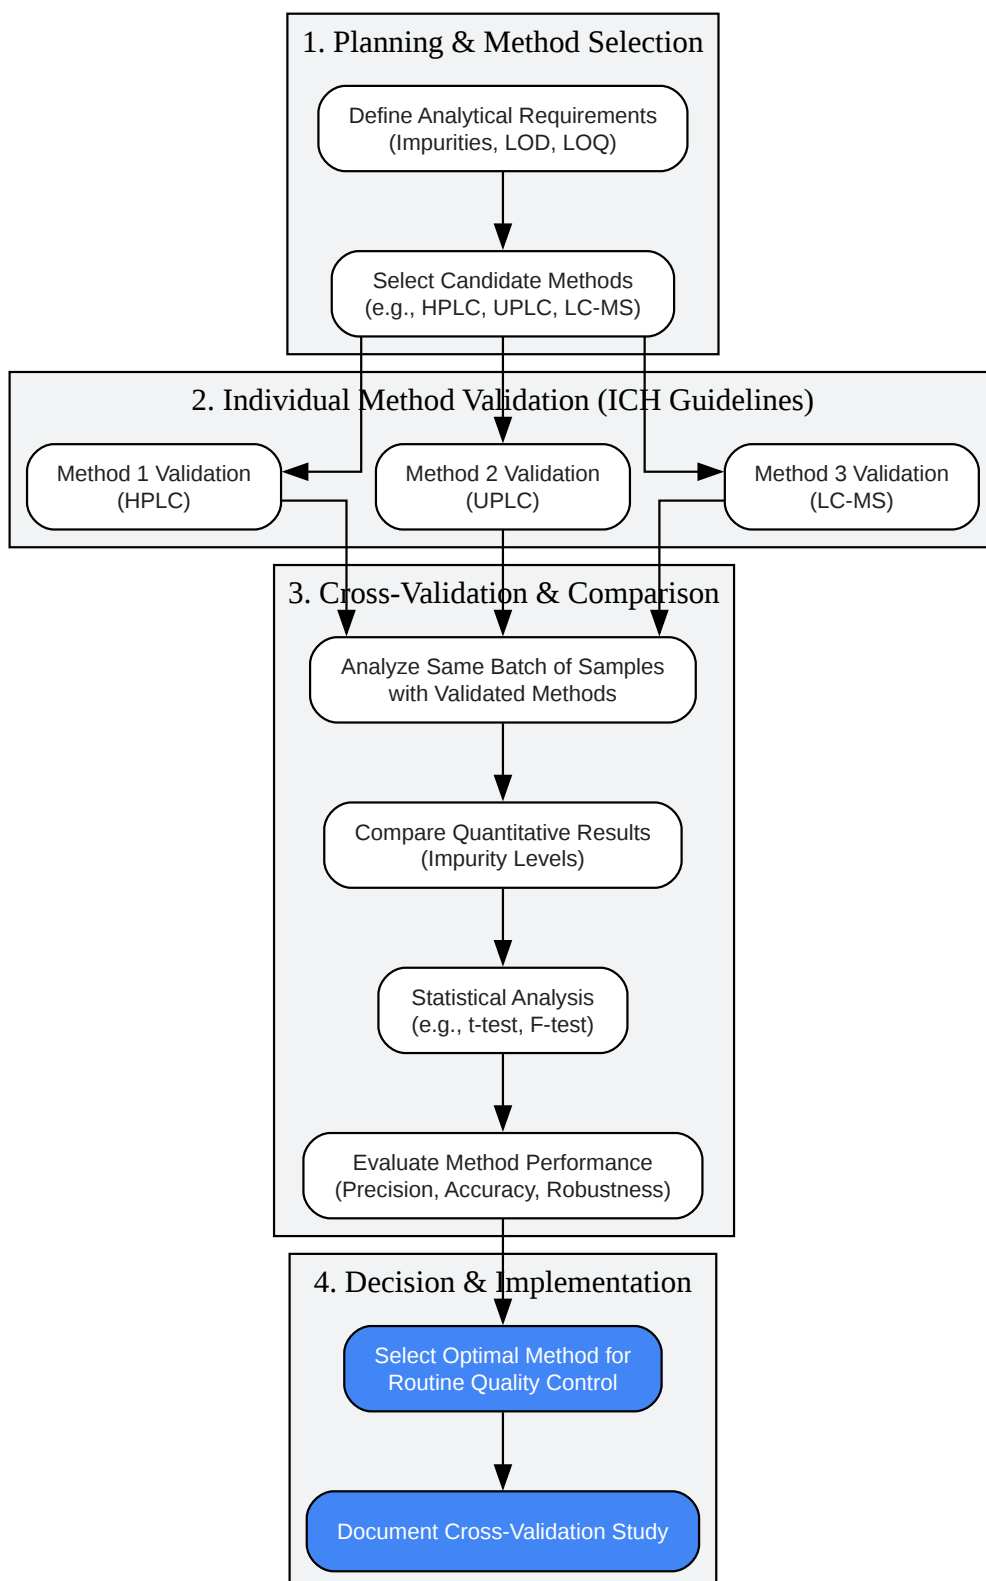 1. Planning & Method Selection
Define Analytical Requirements
(Impurities, LOD, LOQ)
Select Candidate Methods
(e.g., HPLC, UPLC, LC-MS)
2. Individual Method Validation (ICH Guidelines)
Method 1 Validation
(HPLC)
Method 2 Validation
(UPLC)
Method 3 Validation
(LC-MS)
3. Cross-Validation & Comparison
Analyze Same Batch of Samples
with Validated Methods
Compare Quantitative Results
(Impurity Levels)
Statistical Analysis
(e.g., t-test, F-test)
Evaluate Method Performance
(Precision, Accuracy, Robustness)
4. Decision & Implementation
Select Optimal Method for
Routine Quality Control
Document Cross-Validation Study